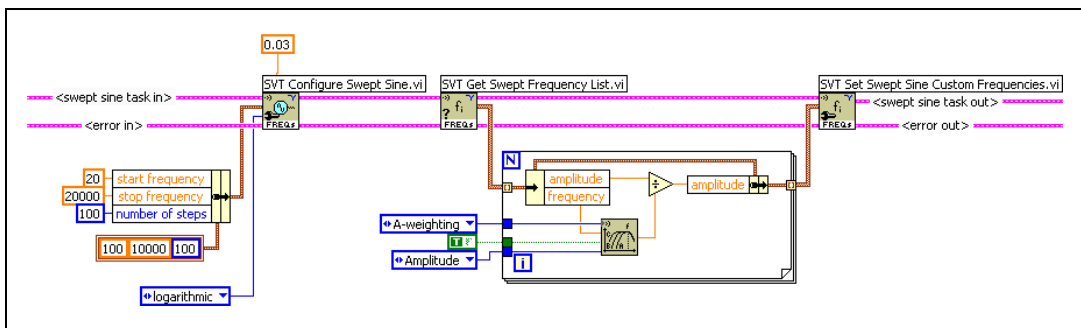 0.03
SVT Configure Swept Sine.vi
SVT Get Swept Frequency List.vi
SVT Set Swept Sine Custom Frequencies.vi
<swept sine task in>
<swept sine task out>
FREQs
? fi
FREQs
fi
FREQs
<error in>
<error out>
N
20 start frequency
20000 stop frequency
100 number of steps
100 10000 100
logarithmic
amplitude
frequency
÷
amplitude
A-weighting
T F
Amplitude
i